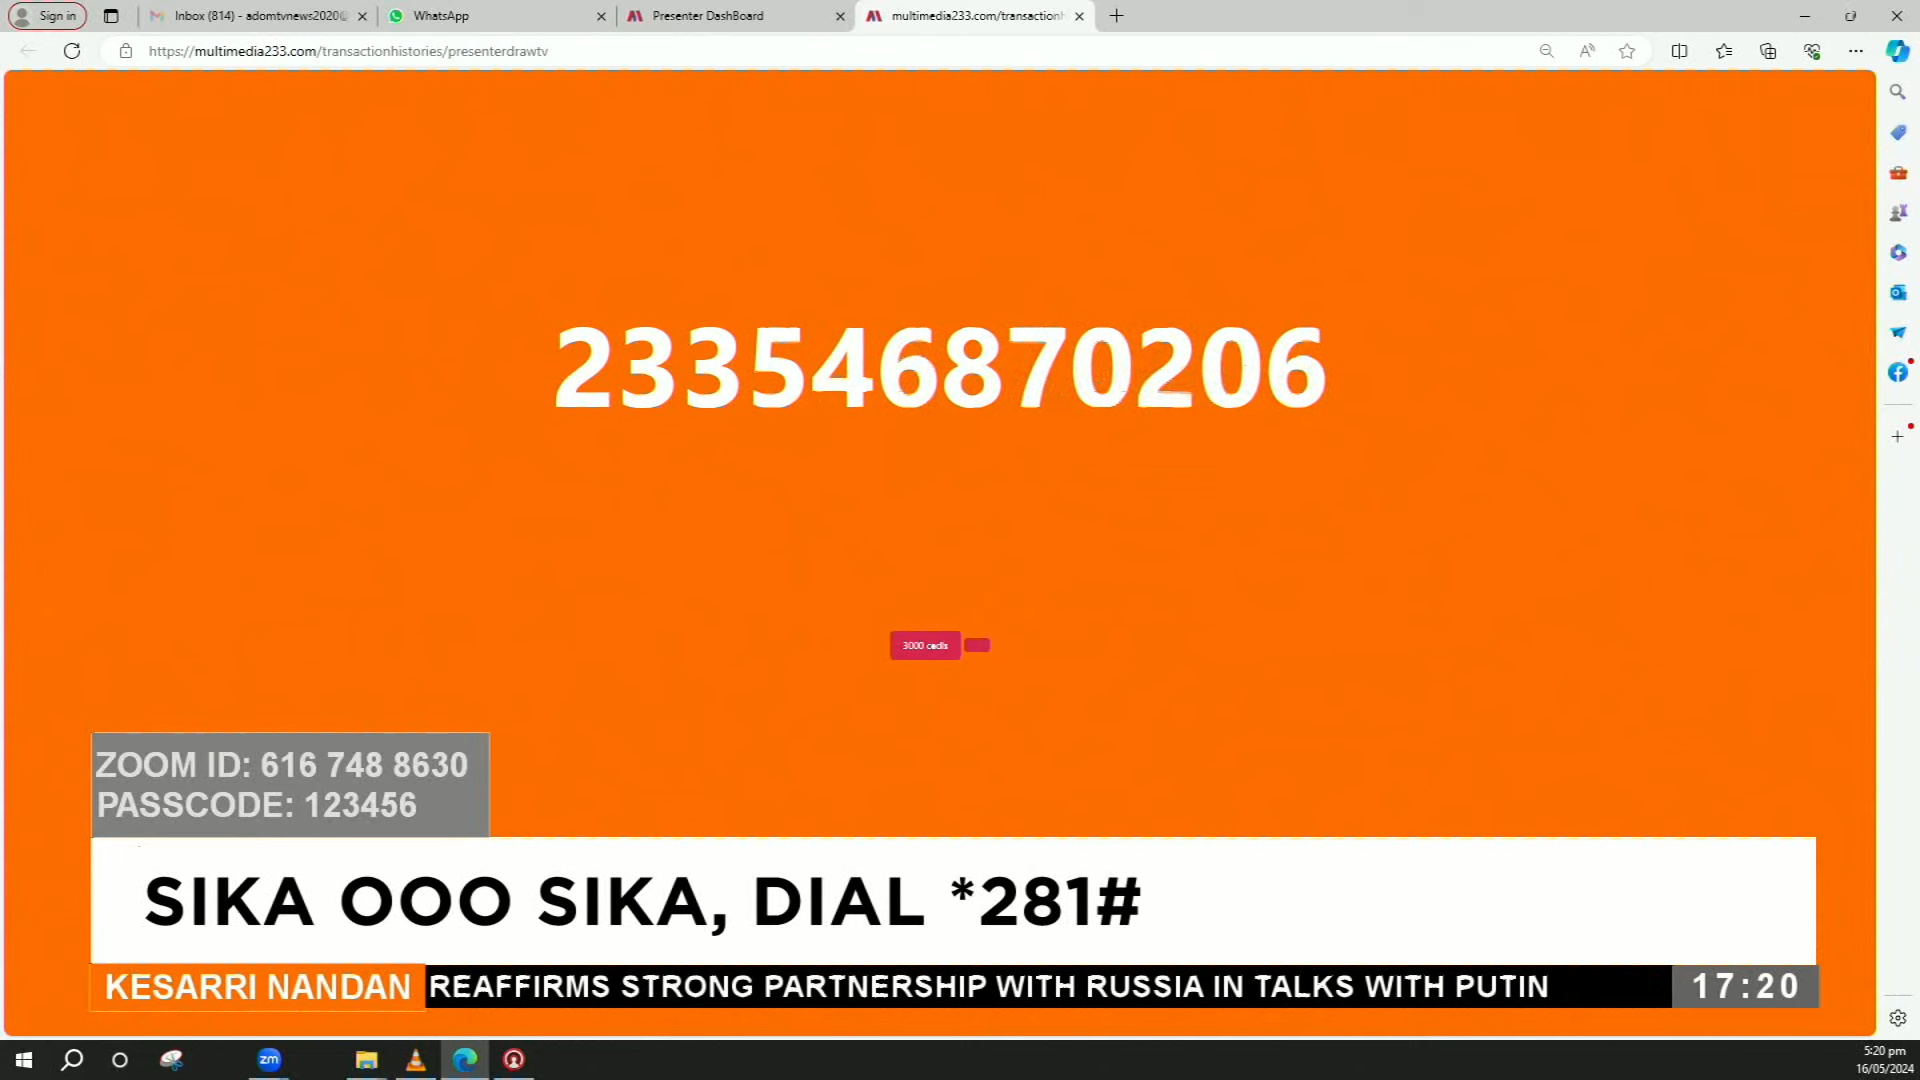 Sign in
Inbox (814) - adomtvnews2020@
WhatsApp
Presenter DashBoard
multimedia233.com/transactionh
https://multimedia233.com/transactionhistories/presenterdrawtv
233546870206
3000 cedis
ZOOM ID: 616 748 8630
PASSCODE: 123456
SIKA OOO SIKA, DIAL *281#
KESARRI NANDAN REAFFIRMS STRONG PARTNERSHIP WITH RUSSIA IN TALKS WITH PUTIN 17:20
zm
5:20 pm
16/05/2024